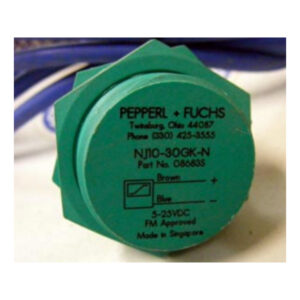 PEPPERL + FUCHS
Twinsburg, Ohio 44087
Phone (330) 425-3555
NJ10-30GK-N
Part No. 08683S
Brown +
Blue -
5-25VDC
FM Approved
Made in Singapore